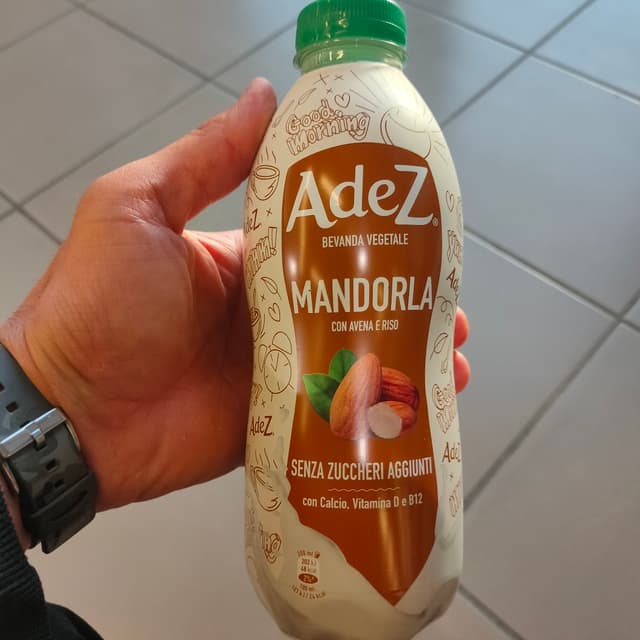 Good
morning
AdeZ®
BEVANDA VEGETALE
MANDORLA
CON AVENA E RISO
SENZA ZUCCHERI AGGIUNTI
con Calcio, Vitamina D e B12
AdeZ
AdeZ
AdeZ